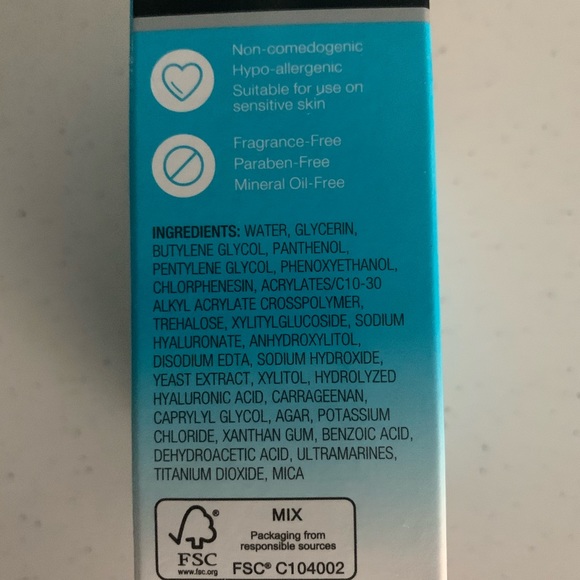 Non-comedogenic
Hypo-allergenic
Suitable for use on
sensitive skin
Fragrance-Free
Paraben-Free
Mineral Oil-Free
INGREDIENTS: WATER, GLYCERIN,
BUTYLENE GLYCOL, PANTHENOL,
PENTYLENE GLYCOL, PHENOXYETHANOL,
CHLORPHENESIN, ACRYLATES/C10-30
ALKYL ACRYLATE CROSSPOLYMER,
TREHALOSE, XYLITYLGLUCOSIDE, SODIUM
HYALURONATE, ANHYDROXYLITOL,
DISODIUM EDTA, SODIUM HYDROXIDE,
YEAST EXTRACT, XYLITOL, HYDROLYZED
HYALURONIC ACID, CARRAGEENAN,
CAPRYLYL GLYCOL, AGAR, POTASSIUM
CHLORIDE, XANTHAN GUM, BENZOIC ACID,
DEHYDROACETIC ACID, ULTRAMARINES,
TITANIUM DIOXIDE, MICA
®
FSC
www.fsc.org
MIX
Packaging from
responsible sources
FSC® C104002